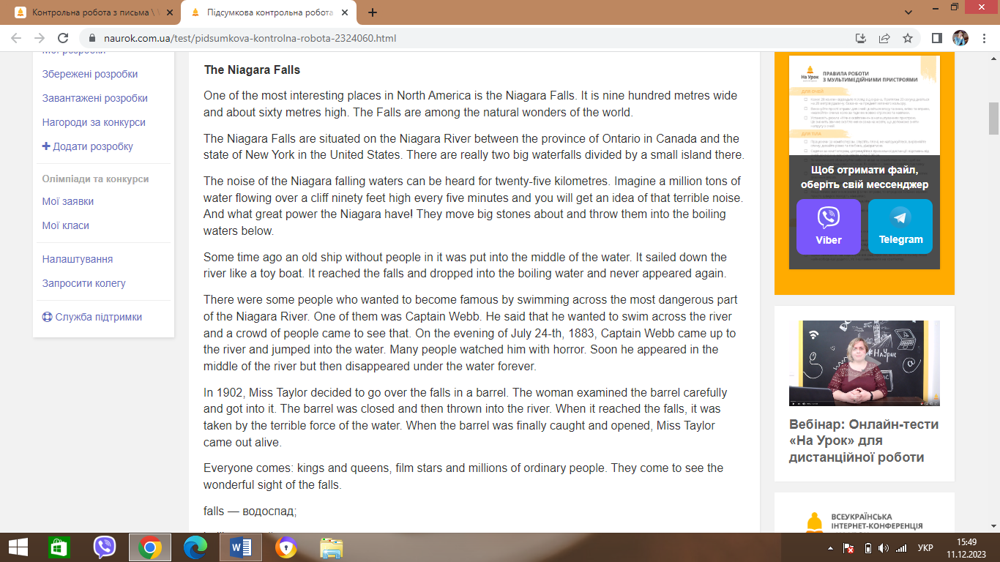 Контрольна робота з письма \ \
Підсумкова контрольна робота
naurok.com.ua/test/pidsumkova-kontrolna-robota-2324060.html
Мої розробки
Збережені розробки
Завантажені розробки
Нагороди за конкурси
Додати розробку
Олімпіади та конкурси
Мої заявки
Мої класи
Налаштування
Запросити колегу
Служба підтримки
The Niagara Falls
One of the most interesting places in North America is the Niagara Falls. It is nine hundred metres wide
and about sixty metres high. The Falls are among the natural wonders of the world.
The Niagara Falls are situated on the Niagara River between the province of Ontario in Canada and the
state of New York in the United States. There are really two big waterfalls divided by a small island there.
The noise of the Niagara falling waters can be heard for twenty-five kilometres. Imagine a million tons of
water flowing over a cliff ninety feet high every five minutes and you will get an idea of that terrible noise.
And what great power the Niagara have! They move big stones about and throw them into the boiling
waters below.
Some time ago an old ship without people in it was put into the middle of the water. It sailed down the
river like a toy boat. It reached the falls and dropped into the boiling water and never appeared again.
There were some people who wanted to become famous by swimming across the most dangerous part
of the Niagara River. One of them was Captain Webb. He said that he wanted to swim across the river
and a crowd of people came to see that. On the evening of July 24-th, 1883, Captain Webb came up to
the river and jumped into the water. Many people watched him with horror. Soon he appeared in the
middle of the river but then disappeared under the water forever.
In 1902, Miss Taylor decided to go over the falls in a barrel. The woman examined the barrel carefully
and got into it. The barrel was closed and then thrown into the river. When it reached the falls, it was
taken by the terrible force of the water. When the barrel was finally caught and opened, Miss Taylor
came out alive.
Everyone comes: kings and queens, film stars and millions of ordinary people. They come to see the
wonderful sight of the falls.
falls — водоспад;
На Урок
ПРАВИЛА РОБОТИ
З МУЛЬТИМЕДІЙНИМИ ПРИСТРОЯМИ
ДЛЯ ОЧЕЙ
ДЛЯ ТІЛА
Щоб отримати файл,
оберіть свій мессенджер
Viber
Telegram
#НаУрок
Вебінар: Онлайн-тести
«На Урок» для
дистанційної роботи
ВСЕУКРАЇНСЬКА
ІНТЕРНЕТ-КОНФЕРЕНЦІЯ
УКР
15:49
11.12.2023